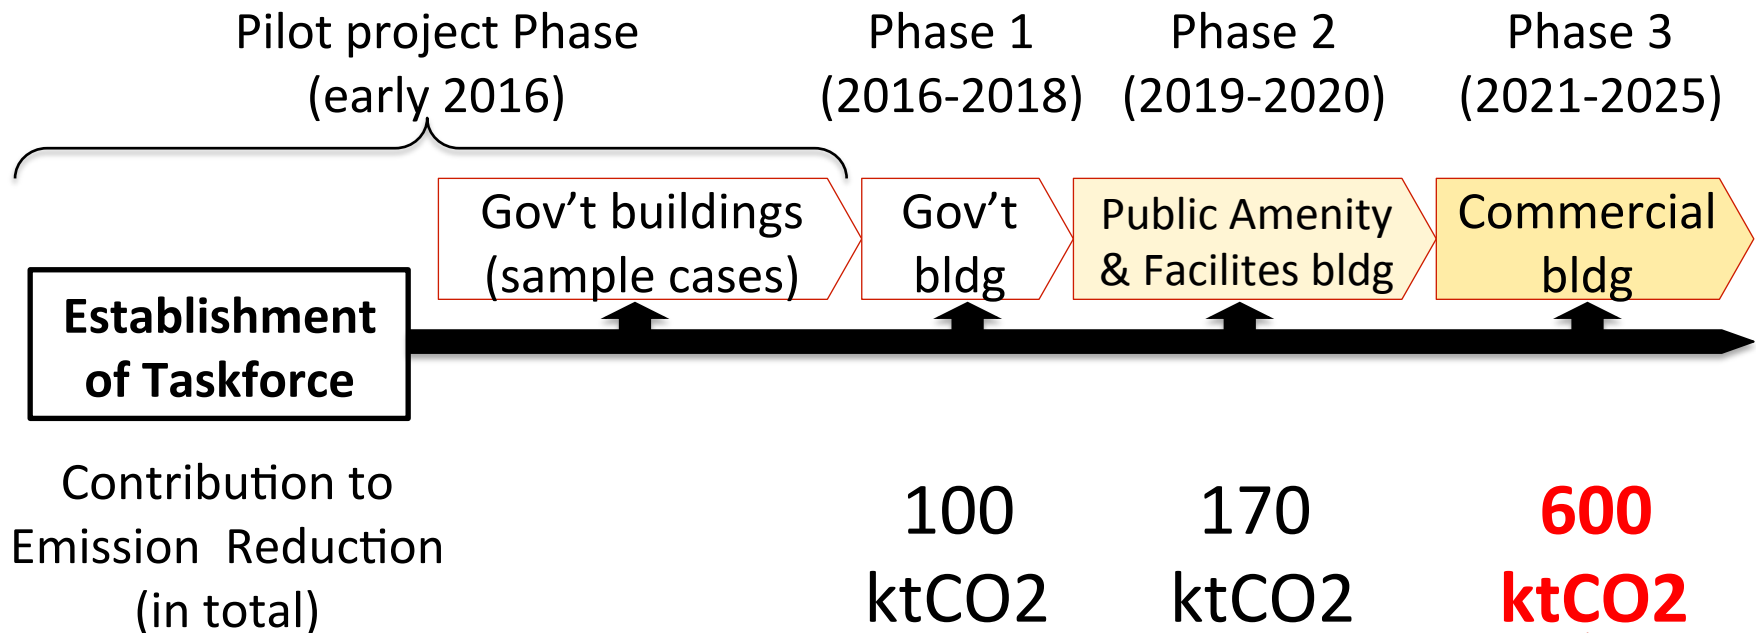 Pilot project Phase
(early 2016)
Phase 1
(2016-2018)
Phase 2
(2019-2020)
Phase 3
(2021-2025)
Gov’t buildings
(sample cases)
Gov’t
bldg
Public Amenity
& Facilites bldg
Commercial
bldg
Establishment
of Taskforce
Contribution to
Emission Reduction
(in total)
100
ktCO2
170
ktCO2
600
ktCO2